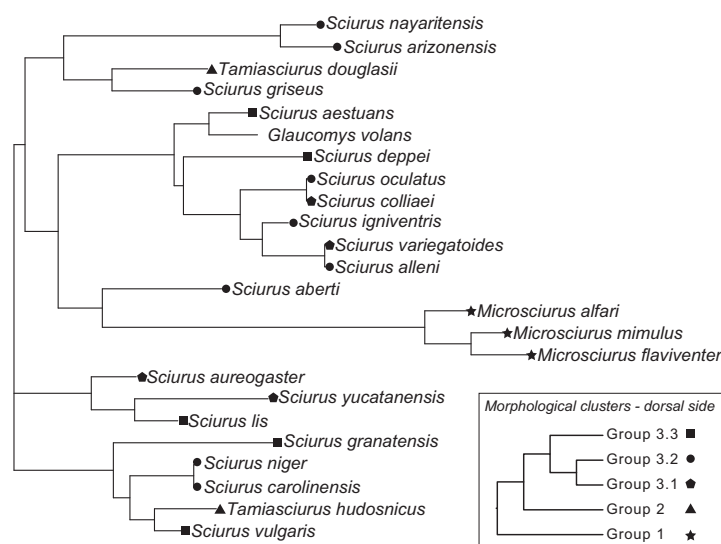 Sciurus nayaritensis
Sciurus arizonensis
Tamiasciurus douglasii
Sciurus griseus
Sciurus aestuans
Glaucomys volans
Sciurus deppei
Sciurus oculatus
Sciurus colliaei
Sciurus igniventris
Sciurus variegatoides
Sciurus alleni
Sciurus aberti
Microsciurus alfari
Microsciurus mimulus
Microsciurus flaviventer
Sciurus aureogaster
Sciurus yucatanensis
Sciurus lis
Sciurus granatensis
Sciurus niger
Sciurus carolinensis
Tamiasciurus hudosnicus
Sciurus vulgaris
Morphological clusters - dorsal side
Group 3.3
Group 3.2
Group 3.1
Group 2
Group 1